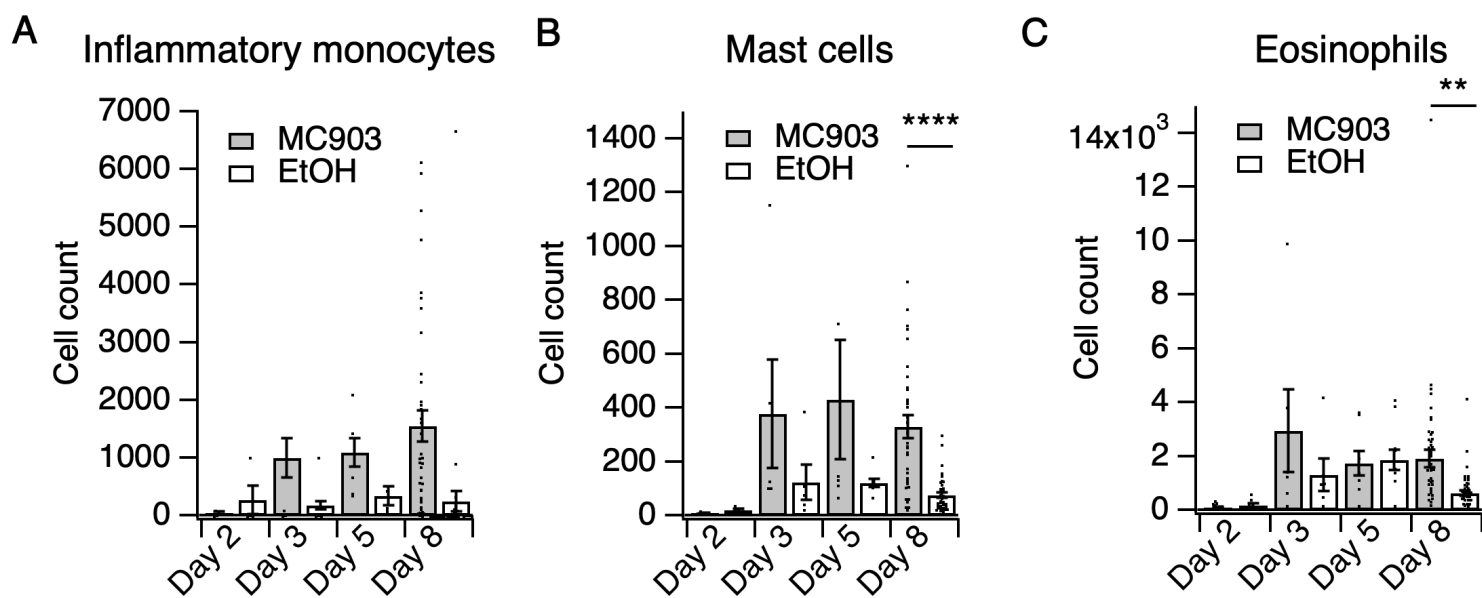 A
Inflammatory monocytes
7000
6000
5000
4000
3000
2000
1000
0
Cell count
MC903
EtOH
Day 2
Day 3
Day 5
Day 8
B
Mast cells
1400
1200
1000
800
600
400
200
0
Cell count
MC903
EtOH
****
Day 2
Day 3
Day 5
Day 8
C
Eosinophils
**
14x10³
12
10
8
6
4
2
0
Cell count
MC903
EtOH
Day 2
Day 3
Day 5
Day 8